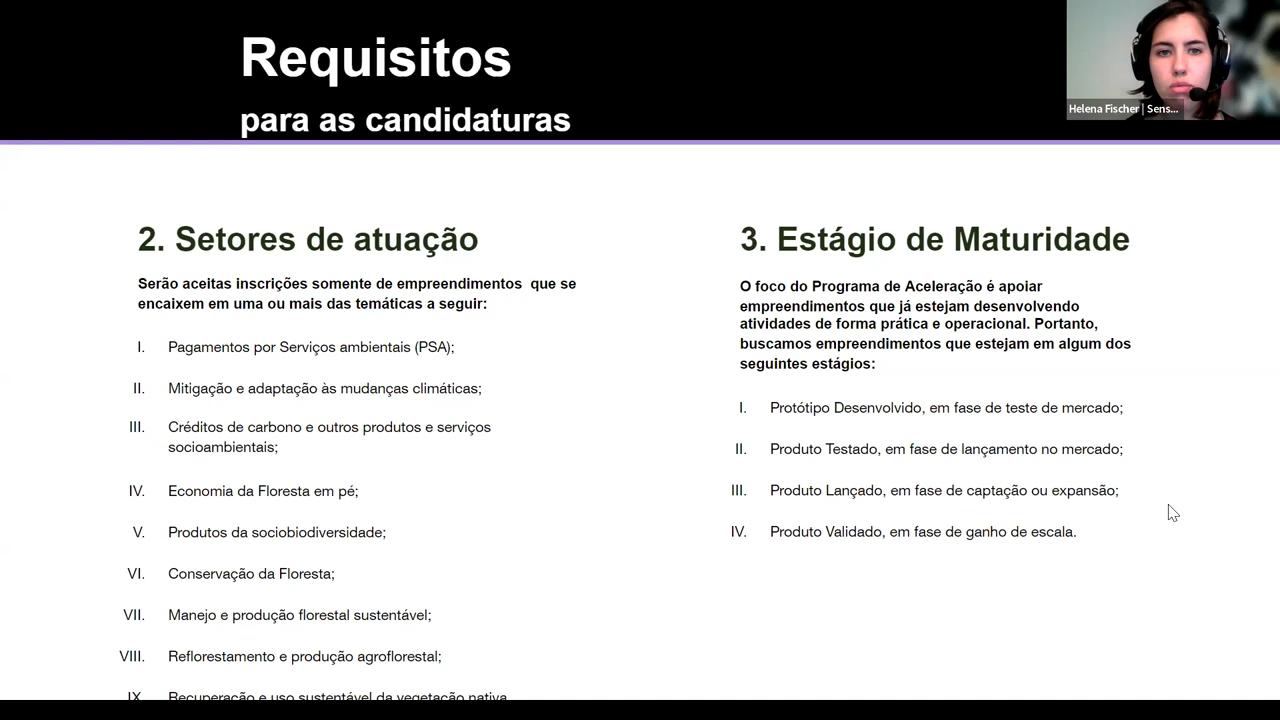 Requisitos
para as candidaturas
Helena Fischer | Sens...
2. Setores de atuação
Serão aceitas inscrições somente de empreendimentos que se
encaixem em uma ou mais das temáticas a seguir:
I. Pagamentos por Serviços ambientais (PSA);
II. Mitigação e adaptação às mudanças climáticas;
III. Créditos de carbono e outros produtos e serviços
socioambientais;
IV. Economia da Floresta em pé;
V. Produtos da sociobiodiversidade;
VI. Conservação da Floresta;
VII. Manejo e produção florestal sustentável;
VIII. Reflorestamento e produção agroflorestal;
IX. Recuperação e uso sustentável da vegetação nativa
3. Estágio de Maturidade
O foco do Programa de Aceleração é apoiar
empreendimentos que já estejam desenvolvendo
atividades de forma prática e operacional. Portanto,
buscamos empreendimentos que estejam em algum dos
seguintes estágios:
I. Protótipo Desenvolvido, em fase de teste de mercado;
II. Produto Testado, em fase de lançamento no mercado;
III. Produto Lançado, em fase de captação ou expansão;
IV. Produto Validado, em fase de ganho de escala.